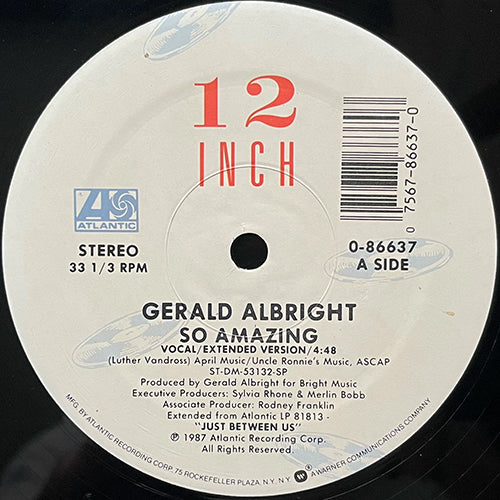 12
INCH
ATLANTIC
STEREO
33 1/3 RPM
0 7567-86637-0
0-86637
A SIDE
GERALD ALBRIGHT
SO AMAZiNG
VOCAL/EXTENDED VERSION/4:48
(Luther Vandross) April Music/Uncle Ronnie's Music, ASCAP
ST-DM-53132-SP
Produced by Gerald Albright for Bright Music
Executive Producers: Sylvia Rhone & Merlin Bobb
Associate Producer: Rodney Franklin
Extended from Atlantic LP 81813 -
"JUST BETWEEN US"
℗ 1987 Atlantic Recording Corp.
All Rights Reserved.
MFG. BY ATLANTIC RECORDING CORP. 75 ROCKEFELLER PLAZA, N.Y. N.Y. A WARNER COMMUNICATIONS COMPANY